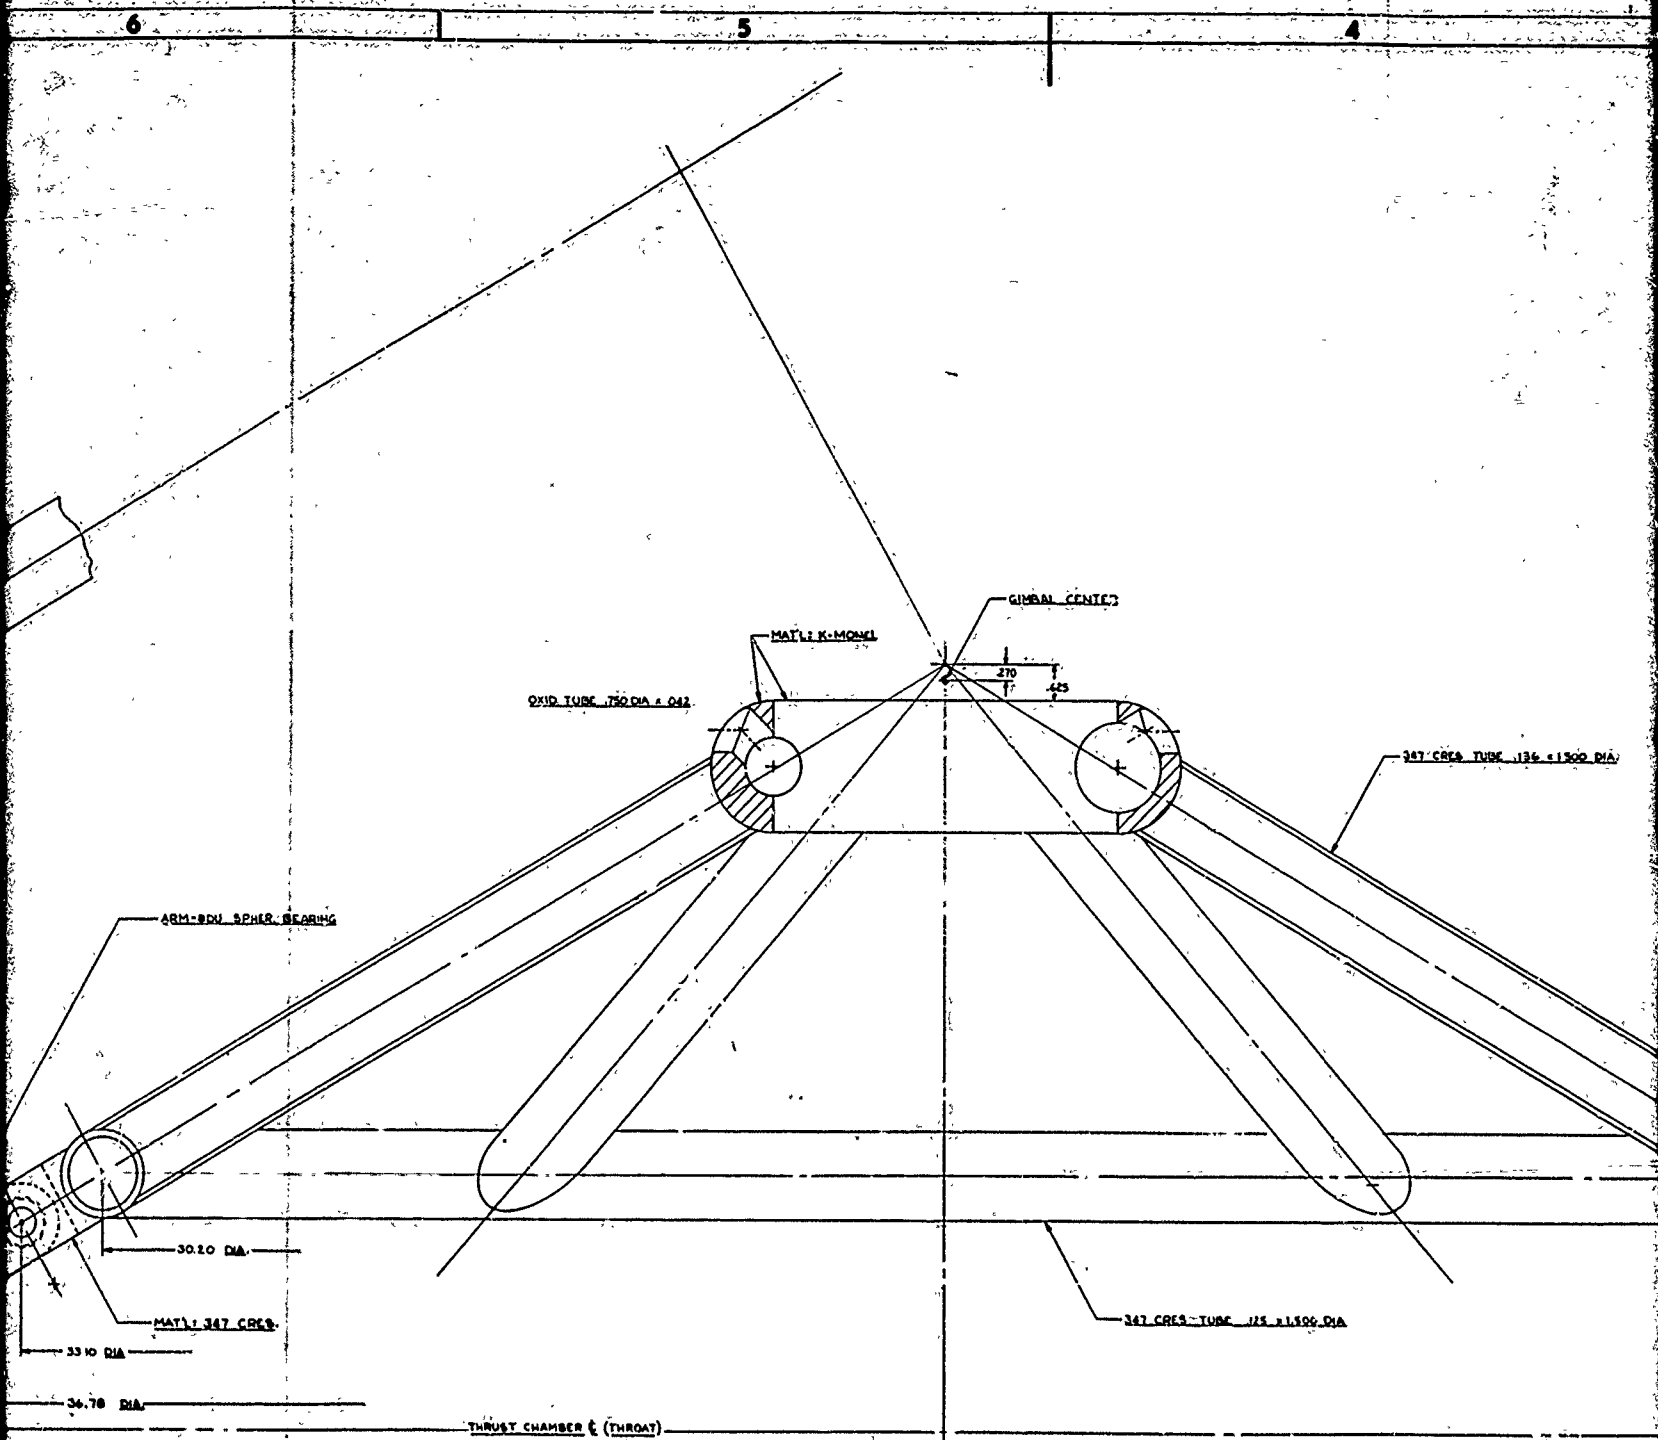 6 5 4
GIMBAL CENTER
MAT'L: K-MONEL
.270
.625
OXID TUBE .750 DIA x .042
347 CRES TUBE .136 x 1.500 DIA
ARM-BDU SPHER. BEARING
30.20 DIA.
MAT'L: 347 CRES.
347 CRES TUBE .125 x 1.500 DIA
33.10 DIA
36.78 DIA
THRUST CHAMBER ℄ (THROAT)